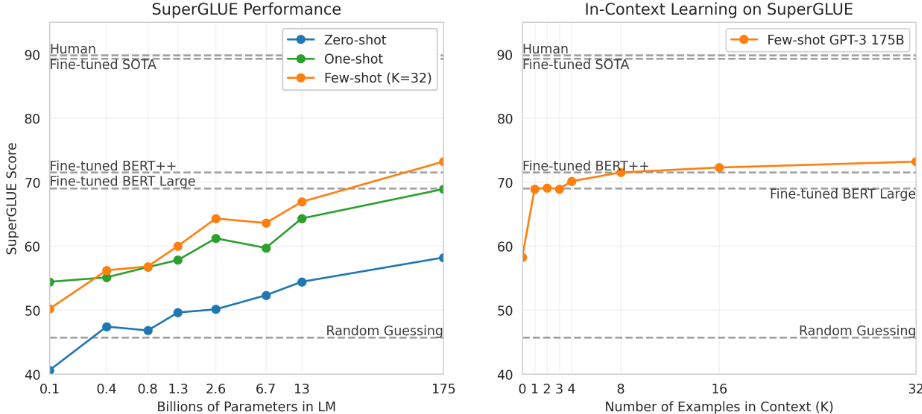 SuperGLUE Performance
SuperGLUE Score
90
80
70
60
50
40
Human
Fine-tuned SOTA
Fine-tuned BERT++
Fine-tuned BERT Large
Random Guessing
Zero-shot
One-shot
Few-shot (K=32)
0.1 0.4 0.8 1.3 2.6 6.7 13 175
Billions of Parameters in LM
In-Context Learning on SuperGLUE
90
80
70
60
50
40
Human
Fine-tuned SOTA
Few-shot GPT-3 175B
Fine-tuned BERT++
Fine-tuned BERT Large
Random Guessing
0 1 2 3 4 8 16 32
Number of Examples in Context (K)